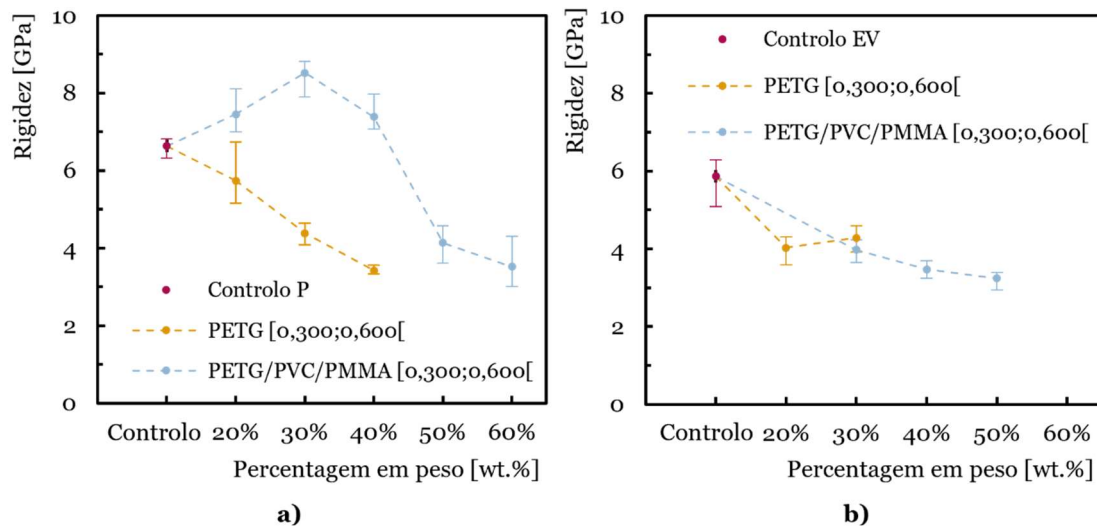 Rigidez [GPa]
10
8
6
4
2
0
Controlo P
PETG [0,300;0,600[
PETG/PVC/PMMA [0,300;0,600[
Controlo 20% 30% 40% 50% 60%
Percentagem em peso [wt.%]
a)
Rigidez [GPa]
10
8
6
4
2
0
Controlo EV
PETG [0,300;0,600[
PETG/PVC/PMMA [0,300;0,600[
Controlo 20% 30% 40% 50% 60%
Percentagem em peso [wt.%]
b)